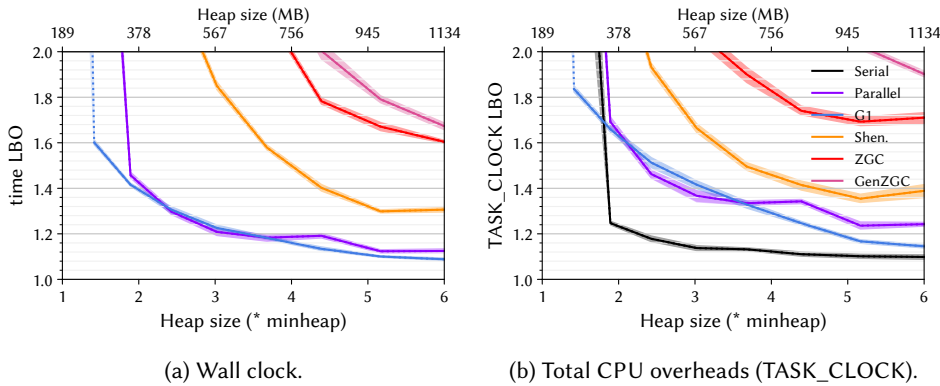 Heap size (MB)
189 378 567 756 945 1134
2.0
1.8
1.6
1.4
1.2
1.0
time LBO
1 2 3 4 5 6
Heap size (* minheap)
(a) Wall clock.
Heap size (MB)
189 378 567 756 945 1134
2.0
1.8
1.6
1.4
1.2
1.0
TASK_CLOCK LBO
Serial
Parallel
G1
Shen.
ZGC
GenZGC
1 2 3 4 5 6
Heap size (* minheap)
(b) Total CPU overheads (TASK_CLOCK).